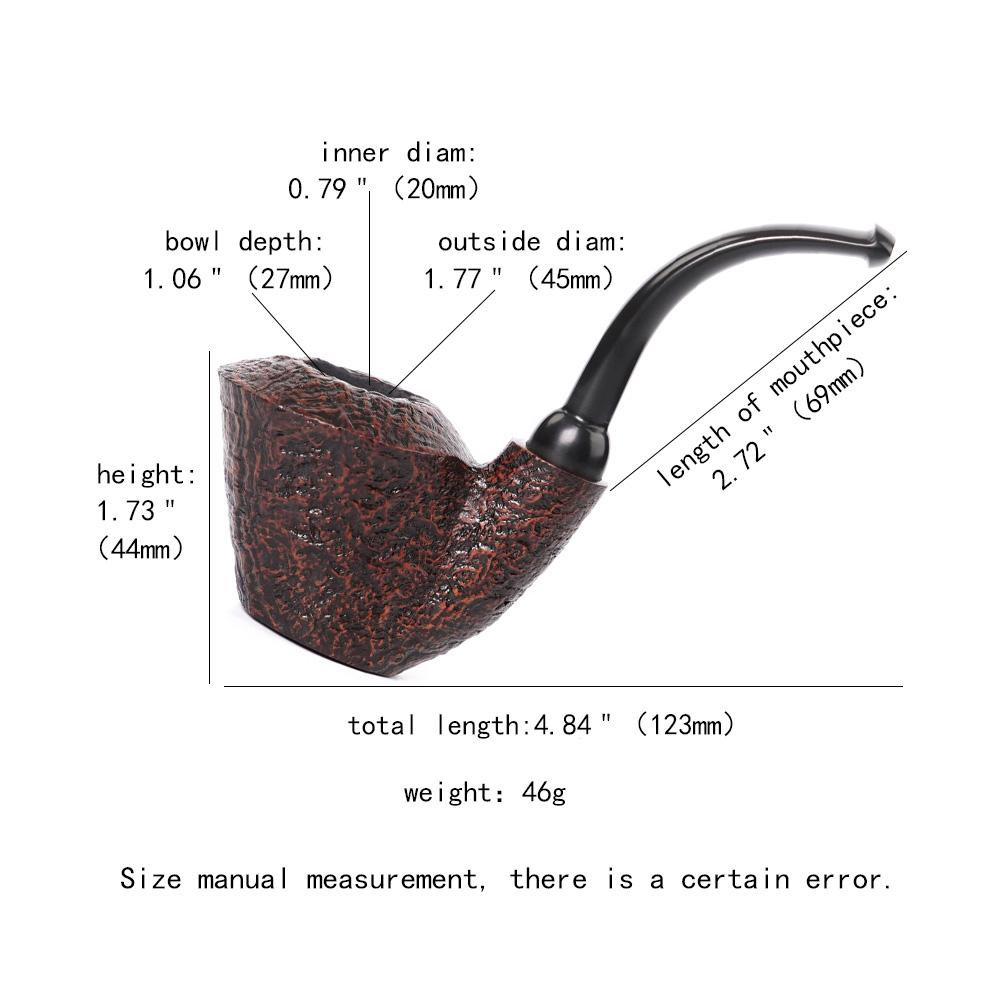 inner diam:
0.79 " (20mm)
bowl depth:
1.06 " (27mm)
outside diam:
1.77 " (45mm)
length of mouthpiece:
2.72 " (69mm)
height:
1.73 "
(44mm)
total length:4.84 " (123mm)
weight: 46g
Size manual measurement, there is a certain error.